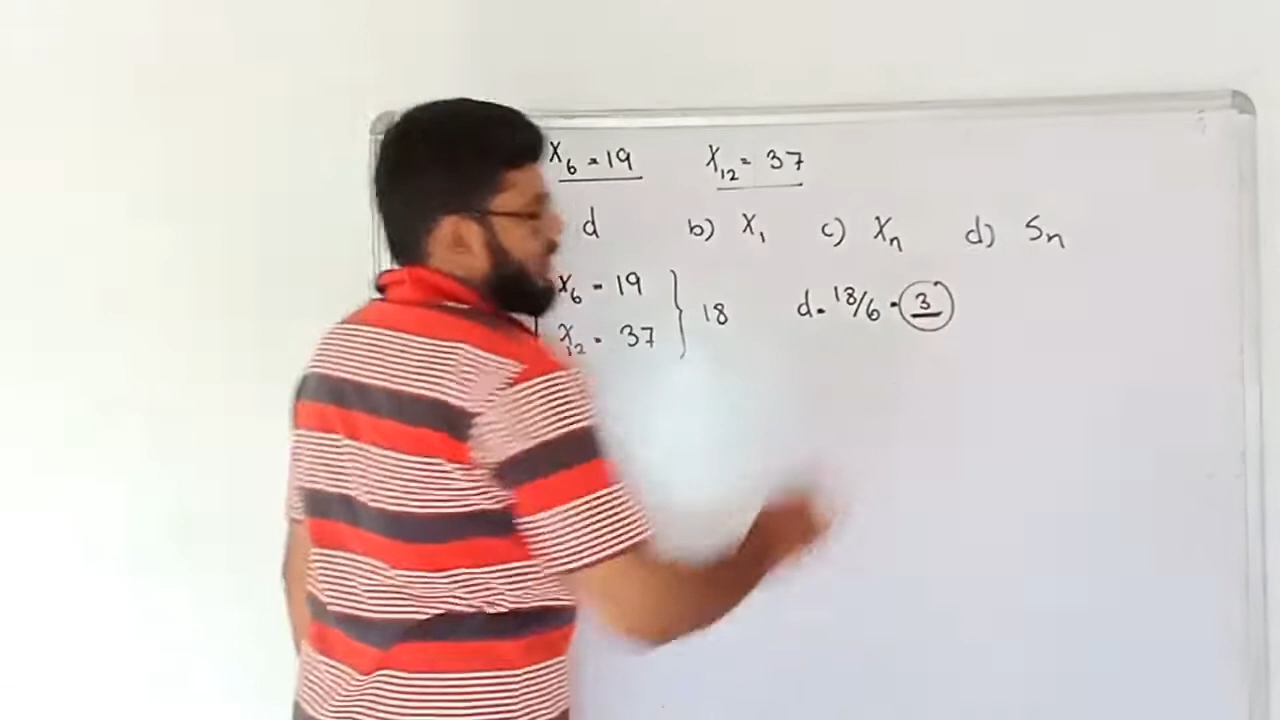 X₆ = 19 X₁₂ = 37
d b) X₁ c) Xₙ d) Sₙ
X₆ = 19 } 18 d = 18/6 = 3
X₁₂ = 37